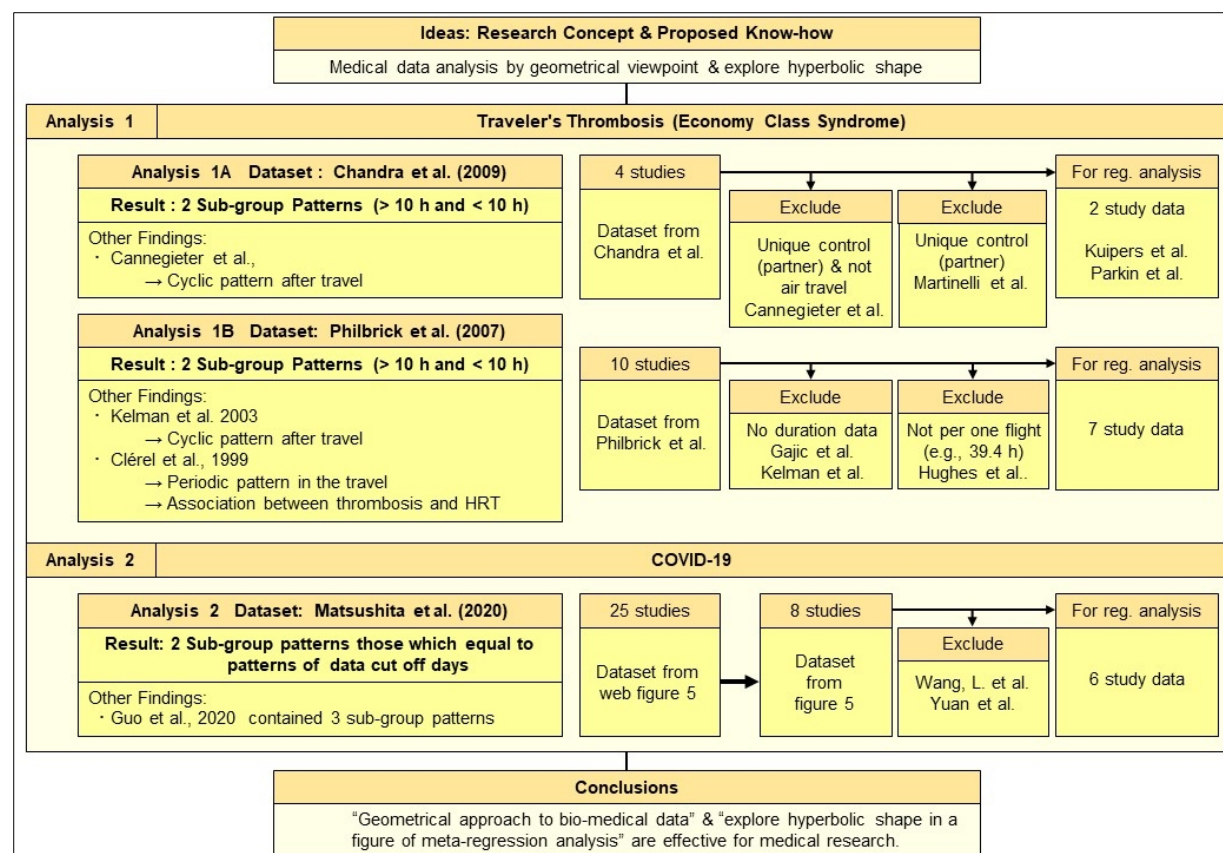 Ideas: Research Concept & Proposed Know-how
Medical data analysis by geometrical viewpoint & explore hyperbolic shape
Analysis 1
Traveler's Thrombosis (Economy Class Syndrome)
Analysis 1A Dataset : Chandra et al. (2009)
Result : 2 Sub-group Patterns (> 10 h and < 10 h)
Other Findings:
・ Cannegieter et al.,
→ Cyclic pattern after travel
4 studies
Dataset from
Chandra et al.
Exclude
Unique control
(partner) & not
air travel
Cannegieter et al.
Exclude
Unique control
(partner)
Martinelli et al.
For reg. analysis
2 study data
Kuipers et al.
Parkin et al.
Analysis 1B Dataset: Philbrick et al. (2007)
Result : 2 Sub-group Patterns (> 10 h and < 10 h)
Other Findings:
・ Kelman et al. 2003
→ Cyclic pattern after travel
・ Clérel et al., 1999
→ Periodic pattern in the travel
→ Association between thrombosis and HRT
10 studies
Dataset from
Philbrick et al.
Exclude
No duration data
Gajic et al.
Kelman et al.
Exclude
Not per one flight
(e.g., 39.4 h)
Hughes et al..
For reg. analysis
7 study data
Analysis 2
COVID-19
Analysis 2 Dataset: Matsushita et al. (2020)
Result: 2 Sub-group patterns those which equal to
patterns of data cut off days
Other Findings:
・ Guo et al., 2020 contained 3 sub-group patterns
25 studies
Dataset from
web figure 5
8 studies
Dataset
from
figure 5
Exclude
Wang, L. et al.
Yuan et al.
For reg. analysis
6 study data
Conclusions
“Geometrical approach to bio-medical data” & “explore hyperbolic shape in a
figure of meta-regression analysis” are effective for medical research.